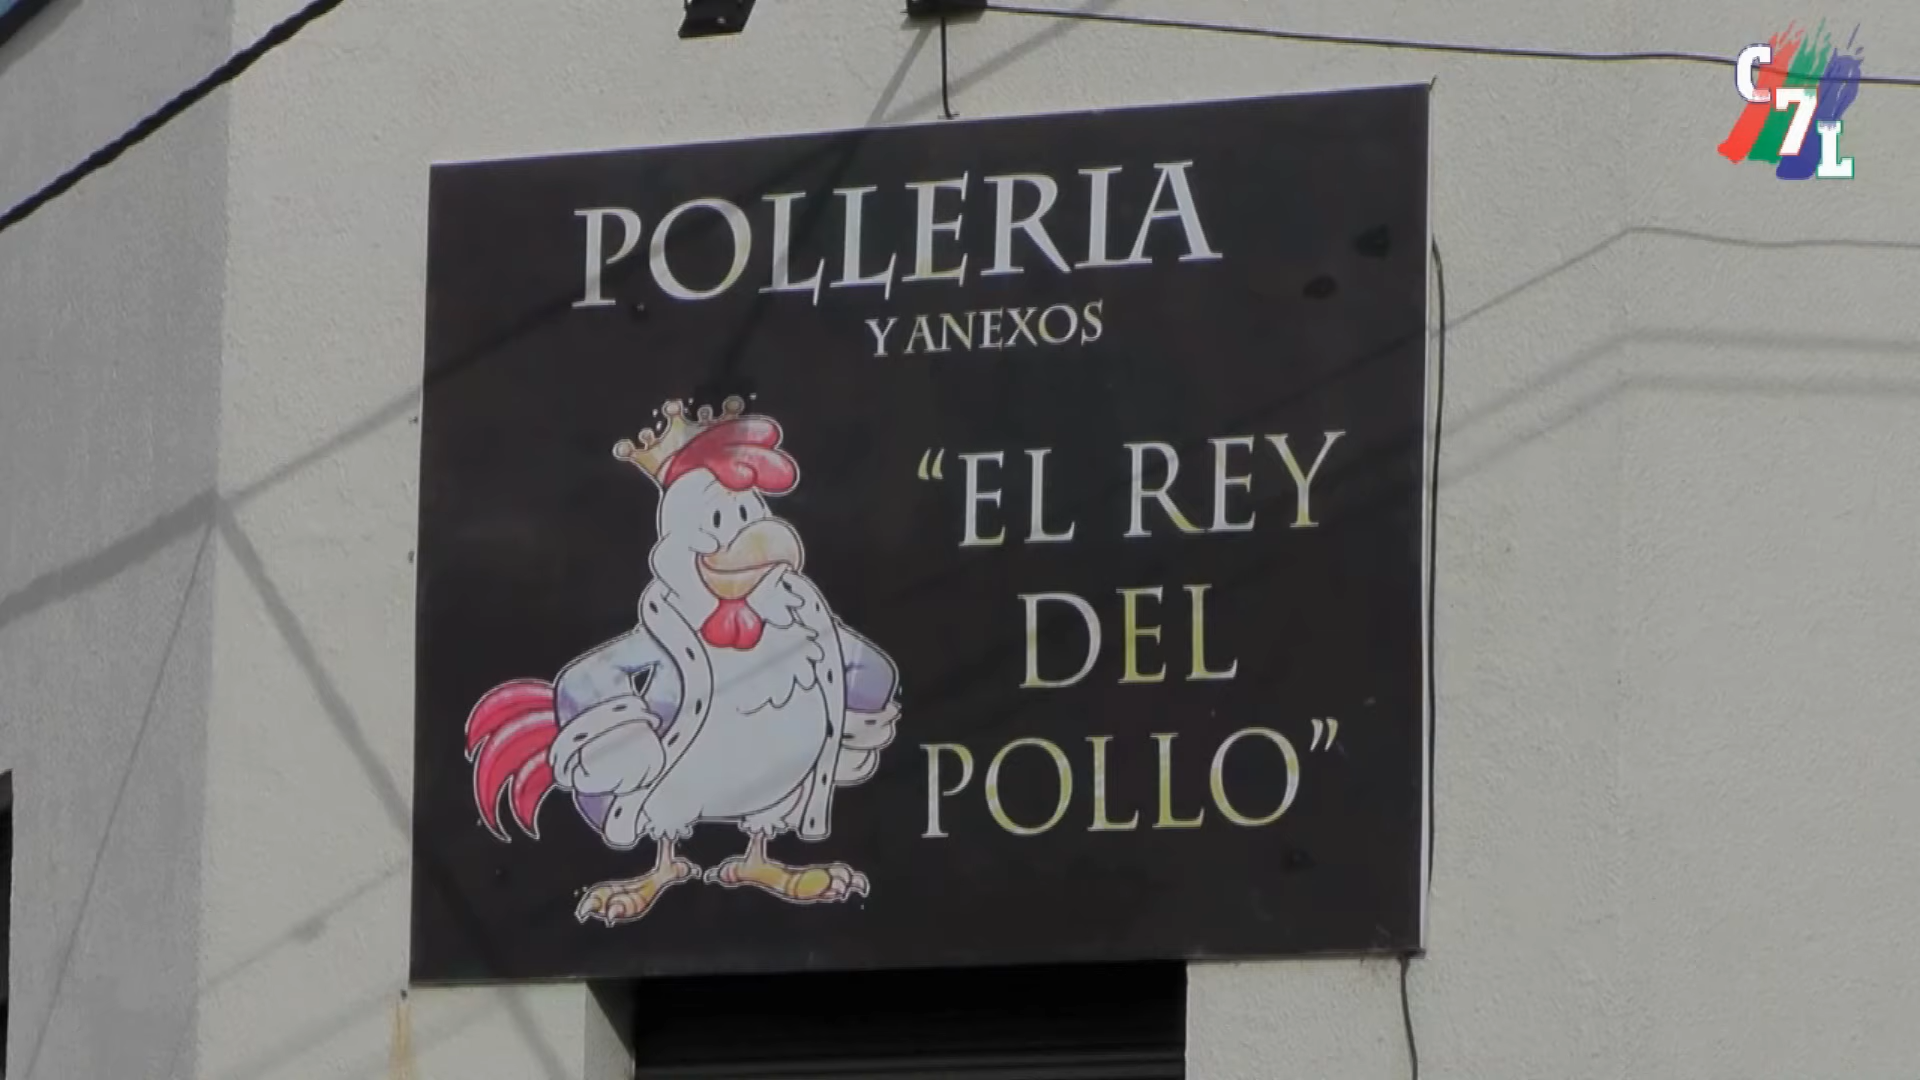 POLLERIA
Y ANEXOS
“EL REY
DEL
POLLO”
C7L